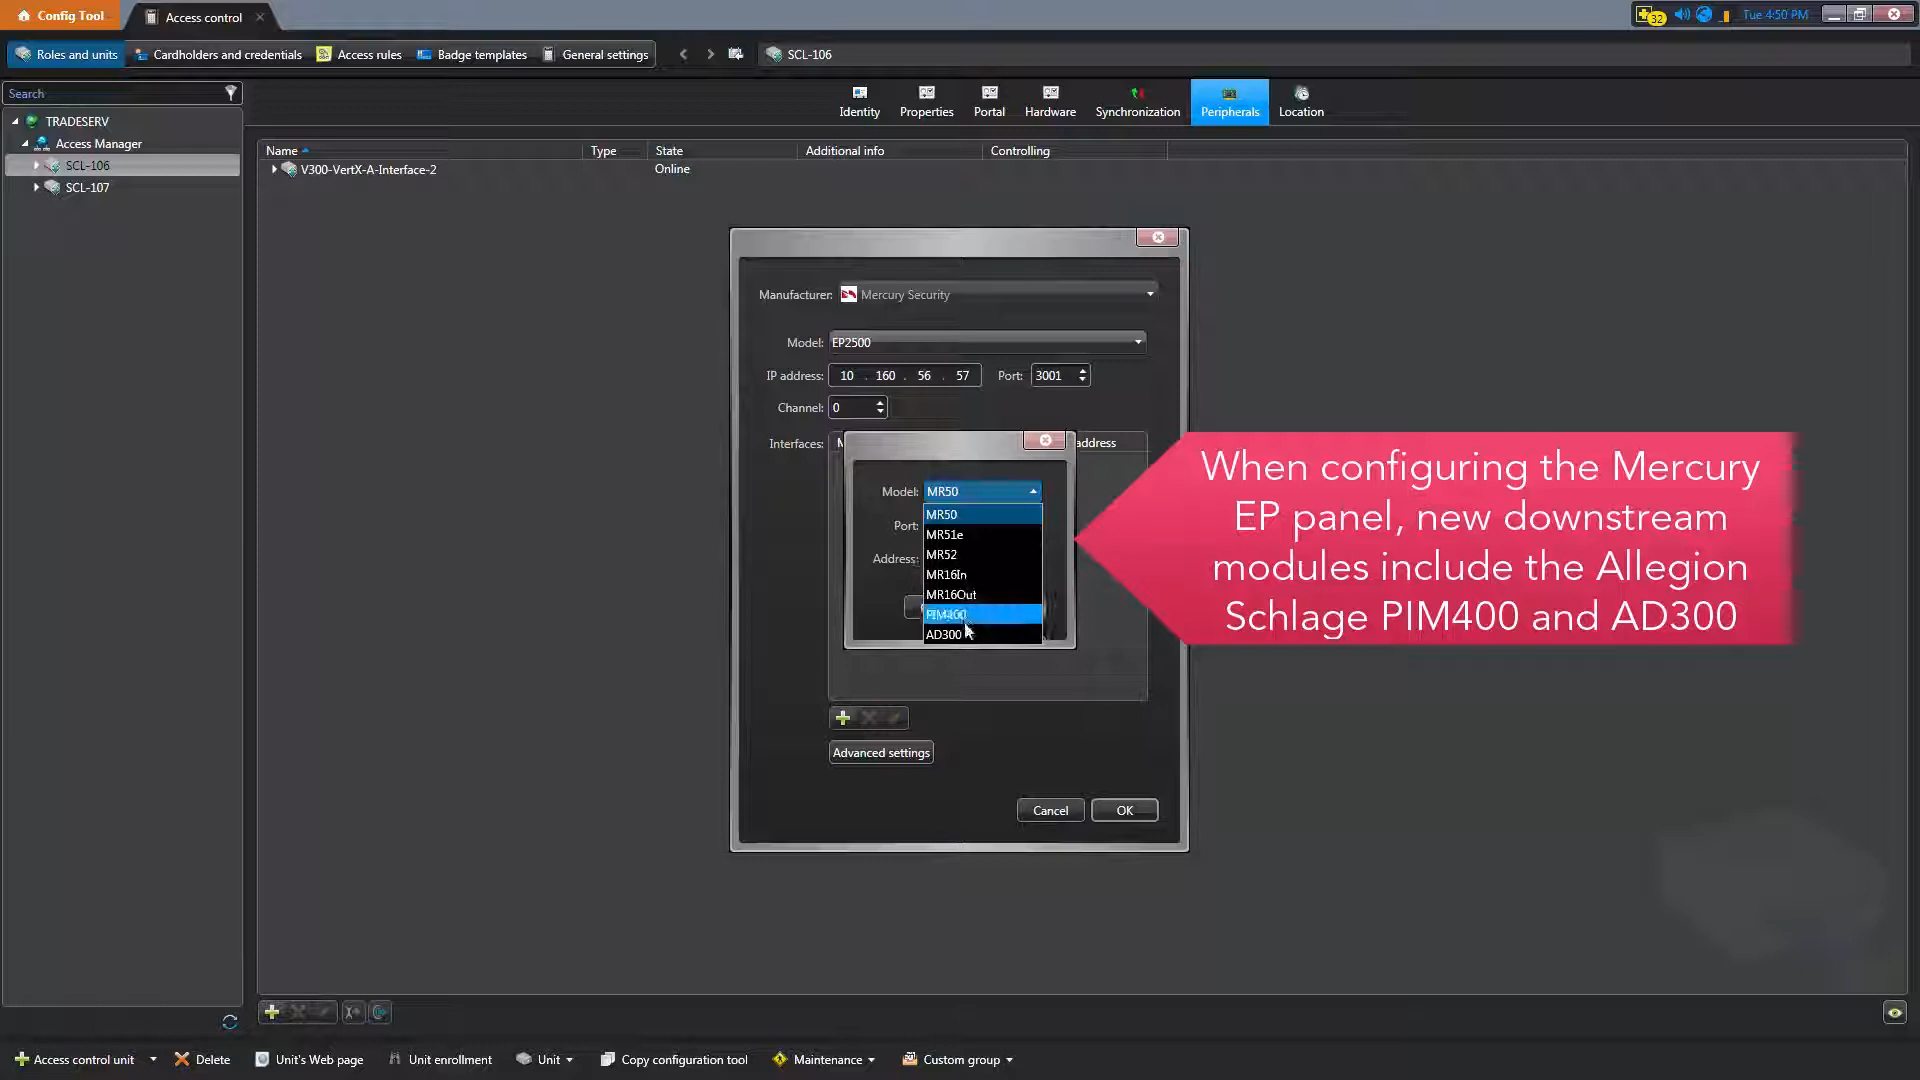 Config Tool
Access control
32
Tue 4:50 PM
Roles and units
Cardholders and credentials
Access rules
Badge templates
General settings
SCL-106
Search
TRADESERV
Access Manager
SCL-106
SCL-107
Identity
Properties
Portal
Hardware
Synchronization
Peripherals
Location
Name
Type
State
Additional info
Controlling
V300-VertX-A-Interface-2
Online
Manufacturer: Mercury Security
Model: EP2500
IP address: 10 . 160 . 56 . 57 Port: 3001
Channel: 0
Interfaces:
address
Model: MR50
MR50
Port:
MR51e
MR52
Address:
MR16In
MR16Out
PIM400
AD300
Advanced settings
Cancel
OK
When configuring the Mercury
EP panel, new downstream
modules include the Allegion
Schlage PIM400 and AD300
Access control unit
Delete
Unit's Web page
Unit enrollment
Unit
Copy configuration tool
Maintenance
Custom group